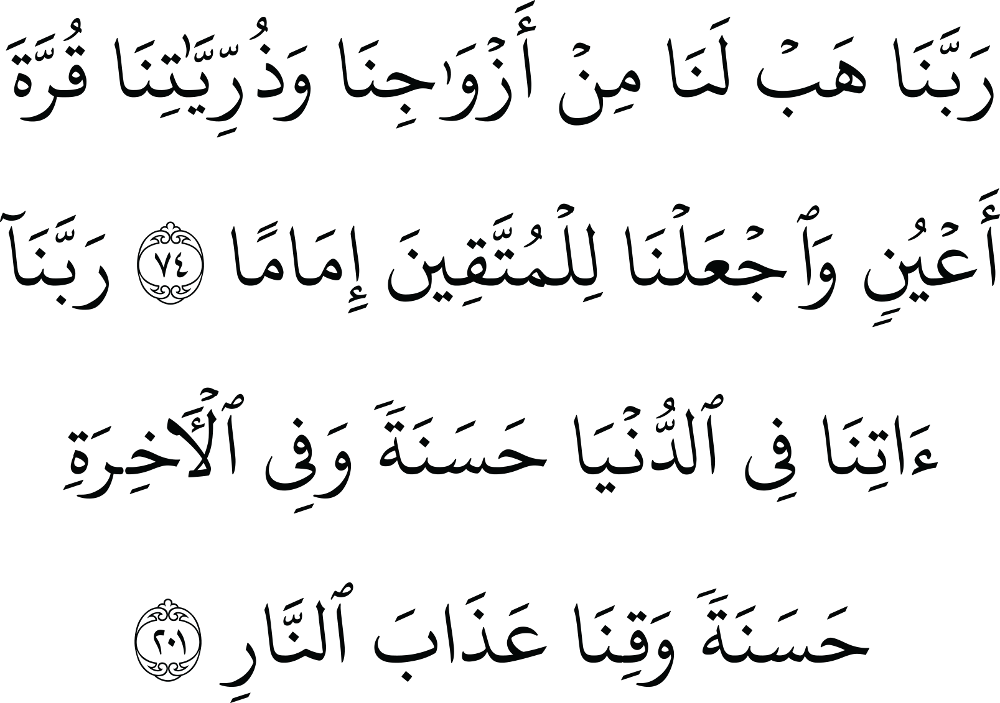 رَبَّنَا هَبۡ لَنَا مِنۡ أَزۡوَٰجِنَا وَذُرِّيَّٰتِنَا قُرَّةَ
أَعۡيُنٖ وَٱجۡعَلۡنَا لِلۡمُتَّقِينَ إِمَامًا ٧٤ رَبَّنَآ
ءَاتِنَا فِي ٱلدُّنۡيَا حَسَنَةٗ وَفِي ٱلۡأَخِرَةِ
حَسَنَةٗ وَقِنَا عَذَابَ ٱلنَّارِ ٢٠١